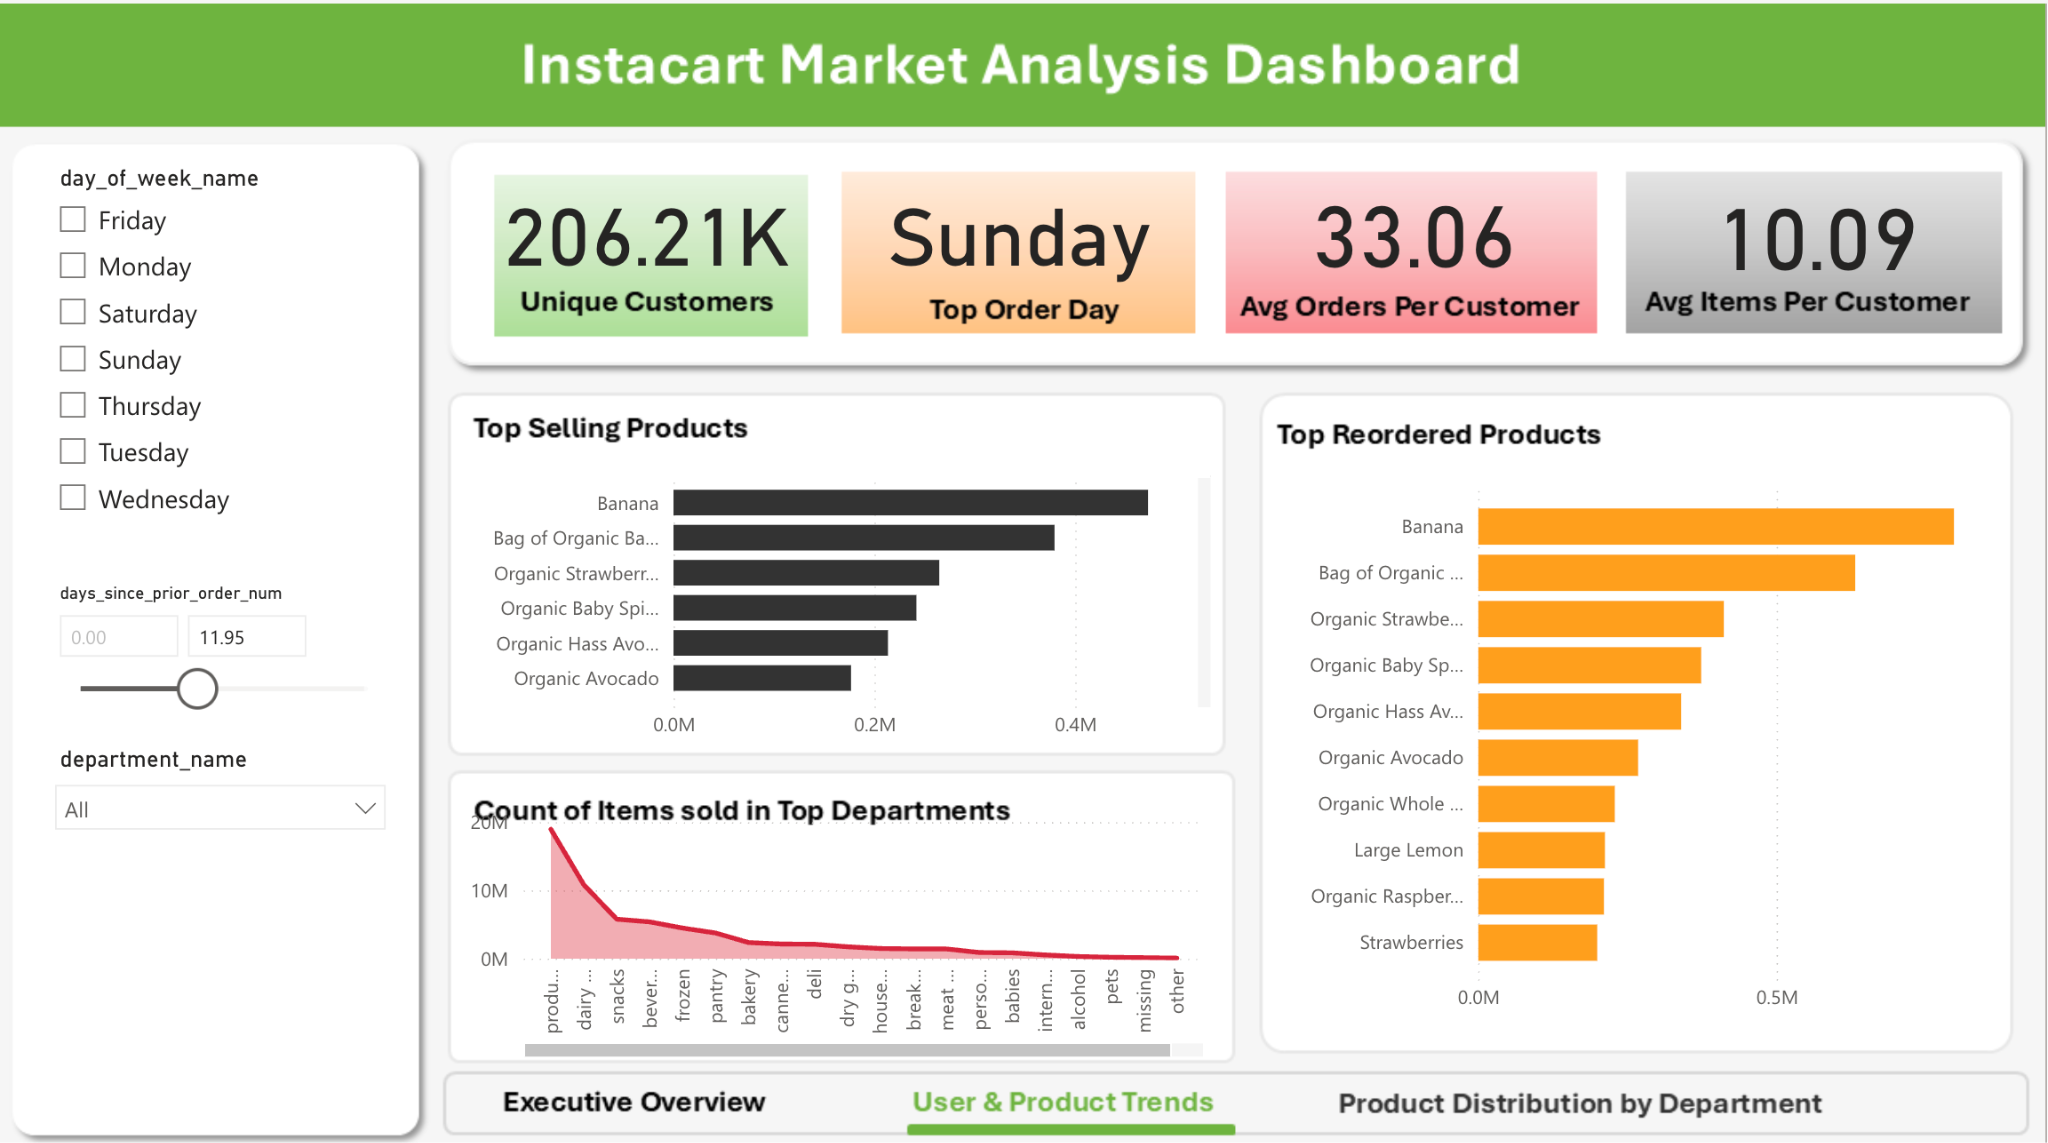 Instacart Market Analysis Dashboard
day_of_week_name
Friday
Monday
Saturday
Sunday
Thursday
Tuesday
Wednesday
days_since_prior_order_num
0.00 11.95
department_name
All
206.21K
Unique Customers
Sunday
Top Order Day
33.06
Avg Orders Per Customer
10.09
Avg Items Per Customer
Top Selling Products
Banana
Bag of Organic Ba...
Organic Strawberr...
Organic Baby Spi...
Organic Hass Avo...
Organic Avocado
0.0M 0.2M 0.4M
Count of Items sold in Top Departments
20M
10M
0M
produ...
dairy ...
snacks
bever...
frozen
pantry
bakery
canne...
deli
dry g...
house...
break...
meat ...
perso...
babies
intern...
alcohol
pets
missing
other
Top Reordered Products
Banana
Bag of Organic ...
Organic Strawbe...
Organic Baby Sp...
Organic Hass Av...
Organic Avocado
Organic Whole ...
Large Lemon
Organic Raspber...
Strawberries
0.0M 0.5M
Executive Overview
User & Product Trends
Product Distribution by Department